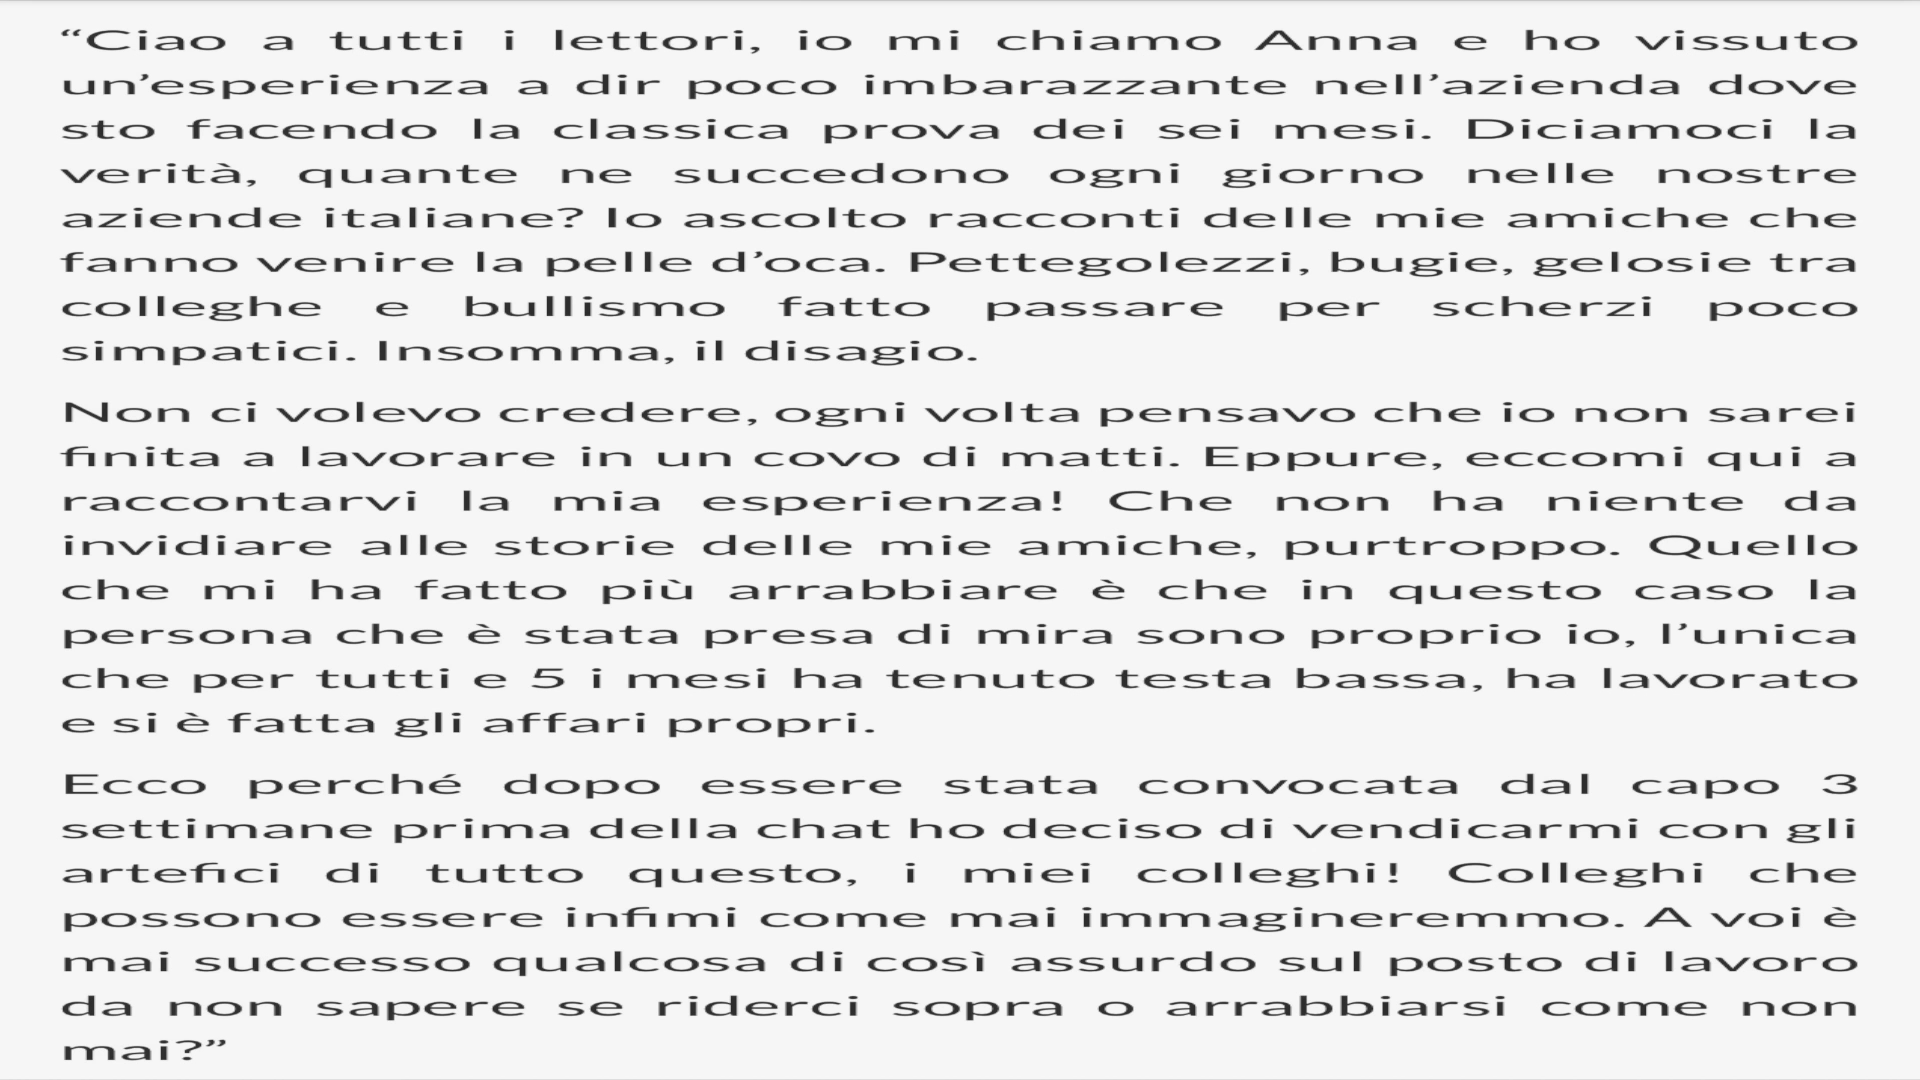 “Ciao a tutti i lettori, io mi chiamo Anna e ho vissuto
un’esperienza a dir poco imbarazzante nell’azienda dove
sto facendo la classica prova dei sei mesi. Diciamoci la
verità, quante ne succedono ogni giorno nelle nostre
aziende italiane? Io ascolto racconti delle mie amiche che
fanno venire la pelle d’oca. Pettegolezzi, bugie, gelosie tra
colleghe e bullismo fatto passare per scherzi poco
simpatici. Insomma, il disagio.
Non ci volevo credere, ogni volta pensavo che io non sarei
finita a lavorare in un covo di matti. Eppure, eccomi qui a
raccontarvi la mia esperienza! Che non ha niente da
invidiare alle storie delle mie amiche, purtroppo. Quello
che mi ha fatto più arrabbiare è che in questo caso la
persona che è stata presa di mira sono proprio io, l’unica
che per tutti e 5 i mesi ha tenuto testa bassa, ha lavorato
e si è fatta gli affari propri.
Ecco perché dopo essere stata convocata dal capo 3
settimane prima della chat ho deciso di vendicarmi con gli
artefici di tutto questo, i miei colleghi! Colleghi che
possono essere infimi come mai immagineremmo. A voi è
mai successo qualcosa di così assurdo sul posto di lavoro
da non sapere se riderci sopra o arrabbiarsi come non
mai?”